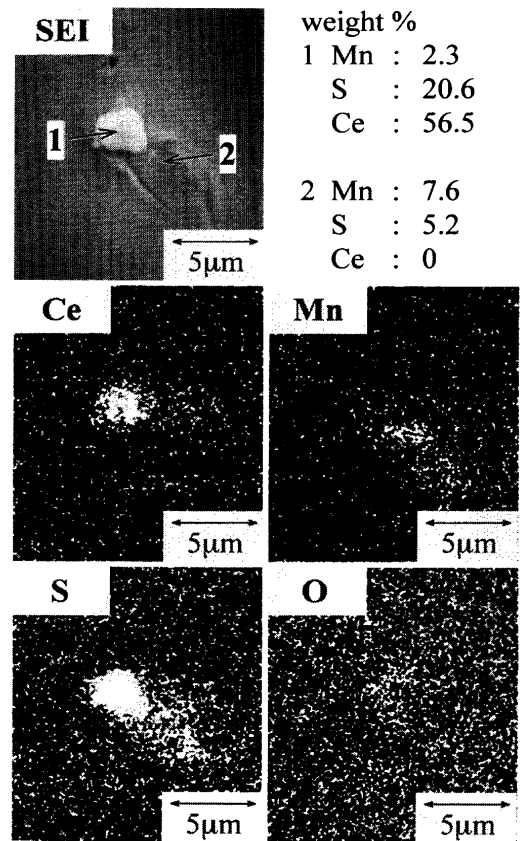 SEI
1
2
5μm
weight %
1 Mn : 2.3
S : 20.6
Ce : 56.5
2 Mn : 7.6
S : 5.2
Ce : 0
Ce
5μm
Mn
5μm
S
5μm
O
5μm